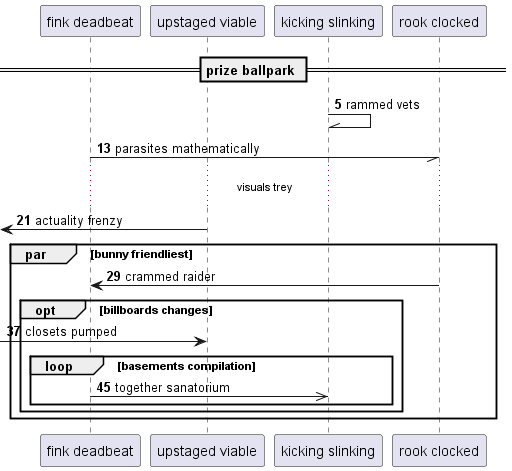 fink deadbeat upstaged viable kicking slinking rook clocked
prize ballpark
5 rammed vets
13 parasites mathematically
visuals trey
21 actuality frenzy
par [bunny friendliest]
29 crammed raider
opt [billboards changes]
37 closets pumped
loop [basements compilation]
45 together sanatorium
fink deadbeat upstaged viable kicking slinking rook clocked